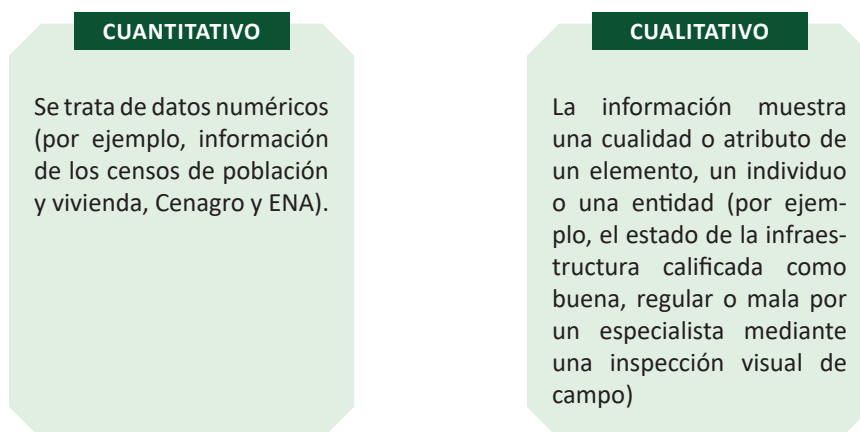 CUANTITATIVO
Se trata de datos numéricos
(por ejemplo, información
de los censos de población
y vivienda, Cenagro y ENA).
CUALITATIVO
La información muestra
una cualidad o atributo de
un elemento, un individuo
o una entidad (por ejem-
plo, el estado de la infraes-
tructura calificada como
buena, regular o mala por
un especialista mediante
una inspección visual de
campo)